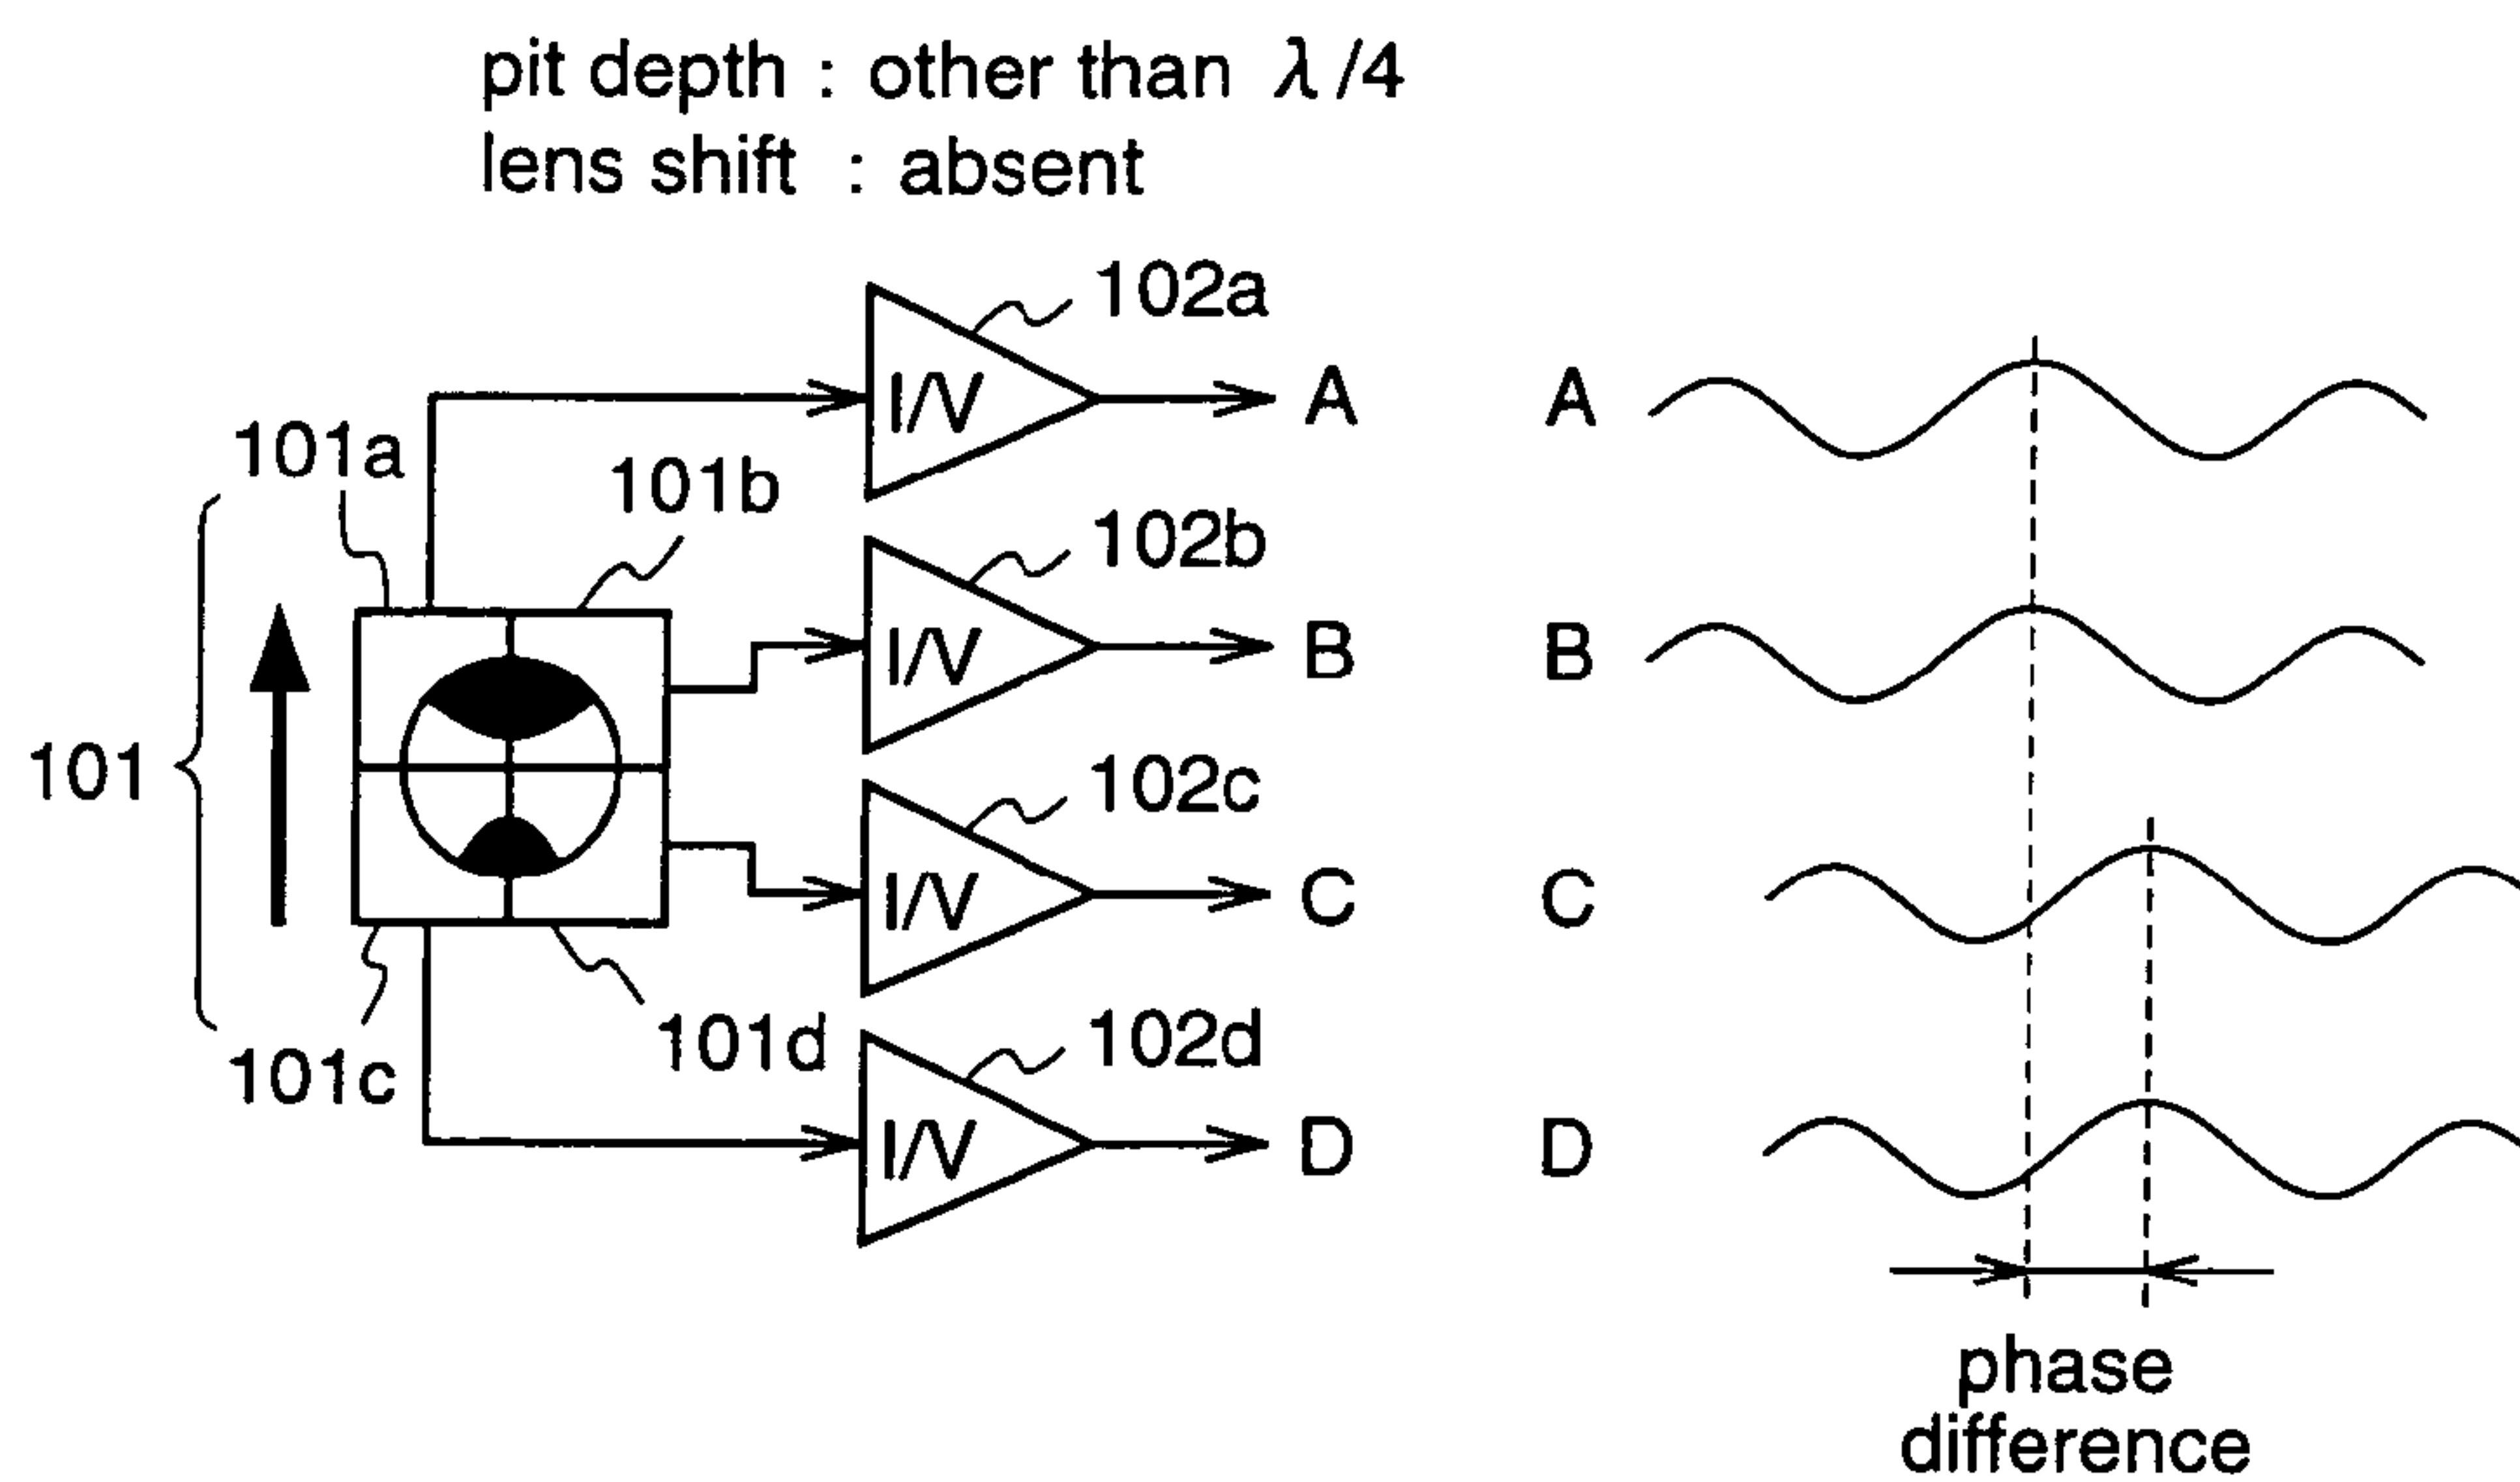 pit depth : other than λ/4
lens shift : absent
102a
I/V
A
A
101a
101b
102b
I/V
B
B
101
102c
I/V
C
C
101c
101d
102d
I/V
D
D
phase
difference